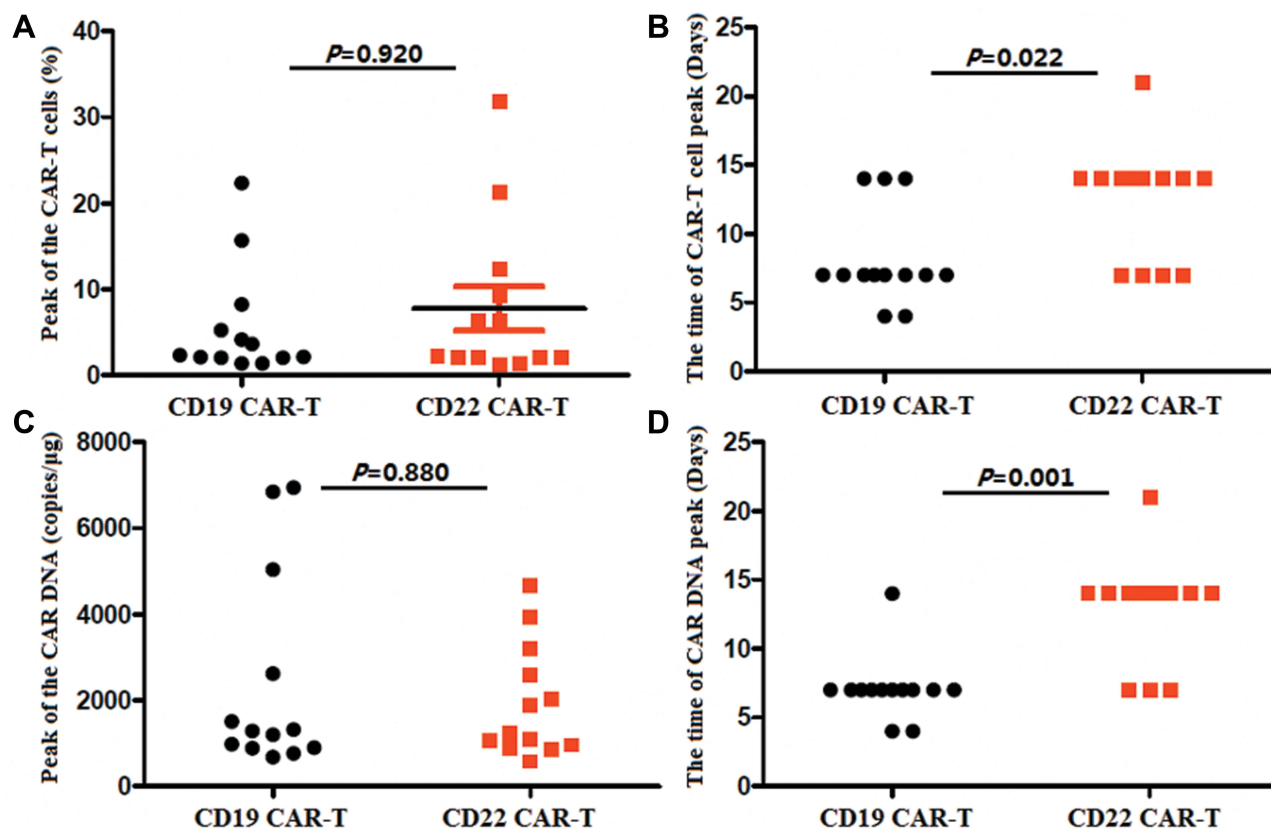 A
Peak of the CAR-T cells (%)
40
30
20
10
0
P=0.920
CD19 CAR-T
CD22 CAR-T
B
The time of CAR-T cell peak (Days)
25
20
15
10
5
0
P=0.022
CD19 CAR-T
CD22 CAR-T
C
Peak of the CAR DNA (copies/μg)
8000
6000
4000
2000
0
P=0.880
CD19 CAR-T
CD22 CAR-T
D
The time of CAR DNA peak (Days)
25
20
15
10
5
0
P=0.001
CD19 CAR-T
CD22 CAR-T